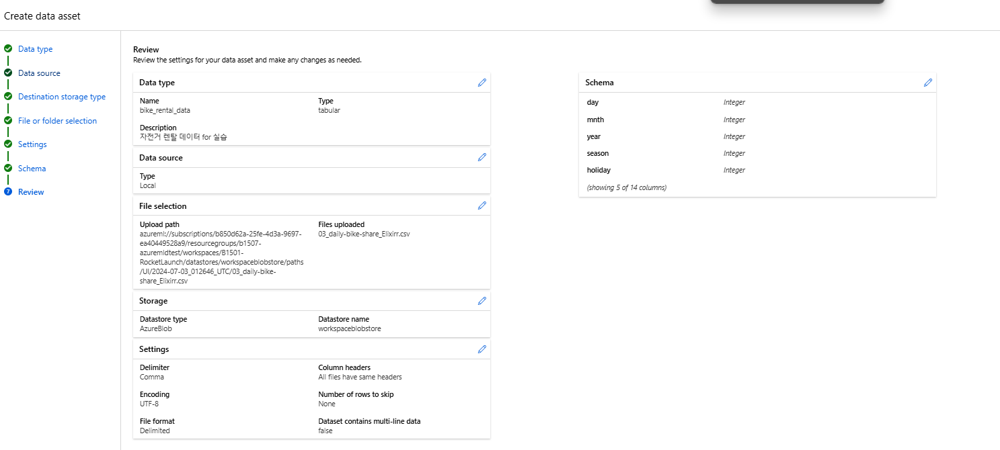 Create data asset
Data type
Data source
Destination storage type
File or folder selection
Settings
Schema
7 Review
Review
Review the settings for your data asset and make any changes as needed.
Data type
Name
bike_rental_data
Type
tabular
Description
자전거 렌탈 데이터 for 실습
Data source
Type
Local
File selection
Upload path
azureml://subscriptions/b850d62a-25fe-4d3a-9697-
ea40449528a9/resourcegroups/b1507-
azuremldtest/workspaces/B1501-
RocketLaunch/datastores/workspaceblobstore/paths
/UI/2024-07-03_012646_UTC/03_daily-bike-
share_Elixirr.csv
Files uploaded
03_daily-bike-share_Elixirr.csv
Storage
Datastore type
AzureBlob
Datastore name
workspaceblobstore
Settings
Delimiter
Comma
Column headers
All files have same headers
Encoding
UTF-8
Number of rows to skip
None
File format
Delimited
Dataset contains multi-line data
false
Schema
day Integer
mnth Integer
year Integer
season Integer
holiday Integer
(showing 5 of 14 columns)